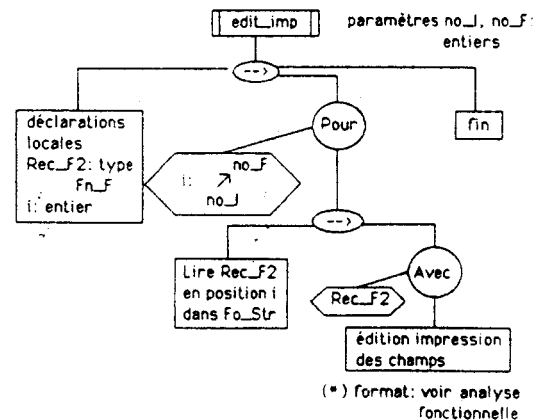 edit_imp
paramètres no_I, no_F:
entiers
-->
déclarations
locales
Rec_F2: type
Fn_F
i: entier
Pour
fin
i:
no_F
no_I
-->
Lire Rec_F2
en position i
dans Fo_Str
Avec
Rec_F2
édition impression
des champs
(*) format: voir analyse
fonctionnelle